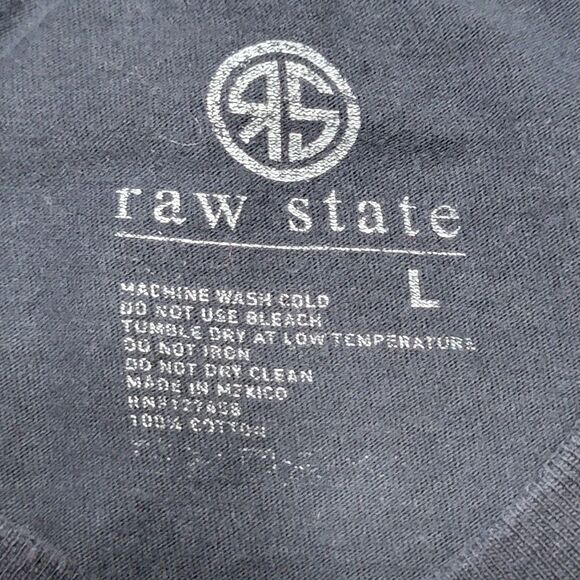 RS
raw state
L
MACHINE WASH COLD
DO NOT USE BLEACH
TUMBLE DRY AT LOW TEMPERATURE
DO NOT IRON
DO NOT DRY CLEAN
MADE IN MEXICO
100% COTTON